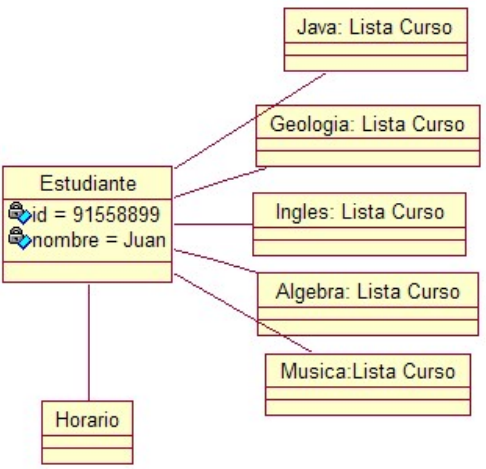 Java: Lista Curso
Geologia: Lista Curso
Estudiante
id = 91558899
nombre = Juan
Ingles: Lista Curso
Algebra: Lista Curso
Musica:Lista Curso
Horario